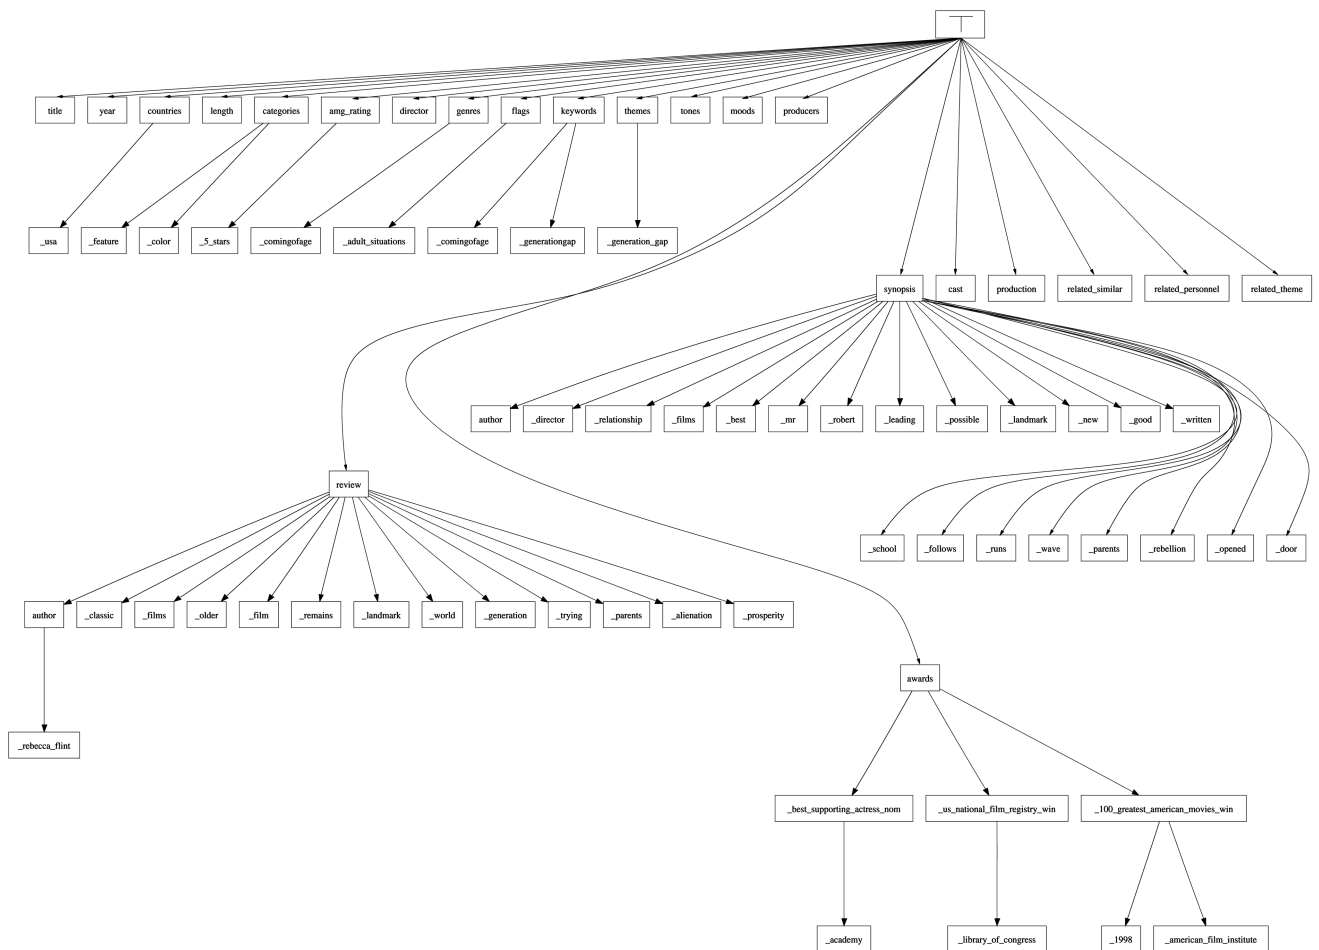 ⊤
title year countries length categories amg_rating director genres flags keywords themes tones moods producers
_usa _feature _color _5_stars _comingofage _adult_situations _comingofage _generationgap _generation_gap
synopsis cast production related_similar related_personnel related_theme
author _director _relationship _films _best _mr _robert _leading _possible _landmark _new _good _written
review
_school _follows _runs _wave _parents _rebellion _opened _door
author _classic _films _older _film _remains _landmark _world _generation _trying _parents _alienation _prosperity
awards
_rebecca_flint
_best_supporting_actress_nom _us_national_film_registry_win _100_greatest_american_movies_win
_academy _library_of_congress _1998 _american_film_institute